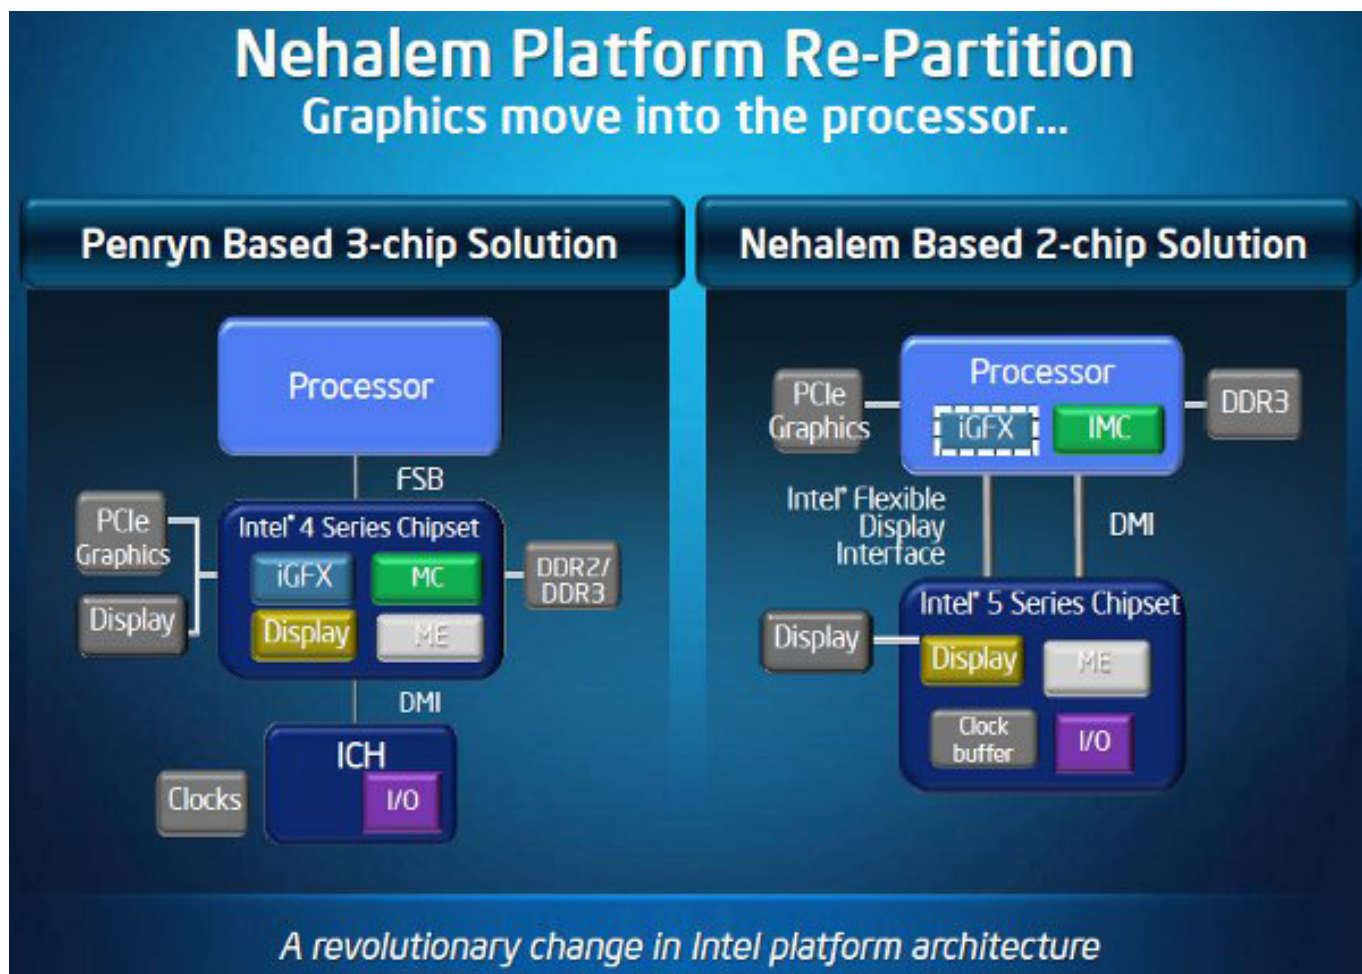 Nehalem Platform Re-Partition
Graphics move into the processor...
Penryn Based 3-chip Solution
Processor
FSB
PCIe
Graphics
Display
Intel® 4 Series Chipset
iGFX
MC
Display
ME
DDR2/
DDR3
DMI
ICH
I/O
Clocks
Nehalem Based 2-chip Solution
PCIe
Graphics
Processor
iGFX
IMC
DDR3
Intel® Flexible
Display
Interface
DMI
Intel® 5 Series Chipset
Display
Display
ME
Clock
buffer
I/O
A revolutionary change in Intel platform architecture